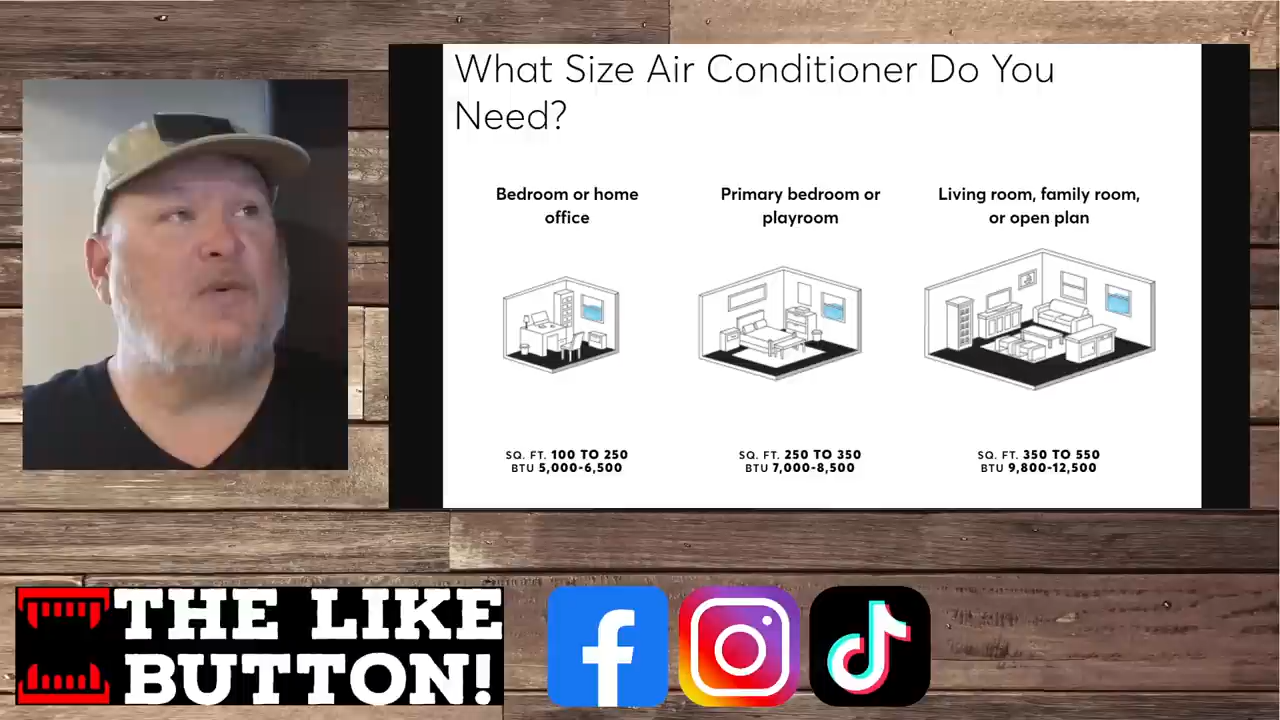 What Size Air Conditioner Do You
Need?
Bedroom or home
office
Primary bedroom or
playroom
Living room, family room,
or open plan
SQ. FT. 100 TO 250
BTU 5,000-6,500
SQ. FT. 250 TO 350
BTU 7,000-8,500
SQ. FT. 350 TO 550
BTU 9,800-12,500
THE LIKE
BUTTON!